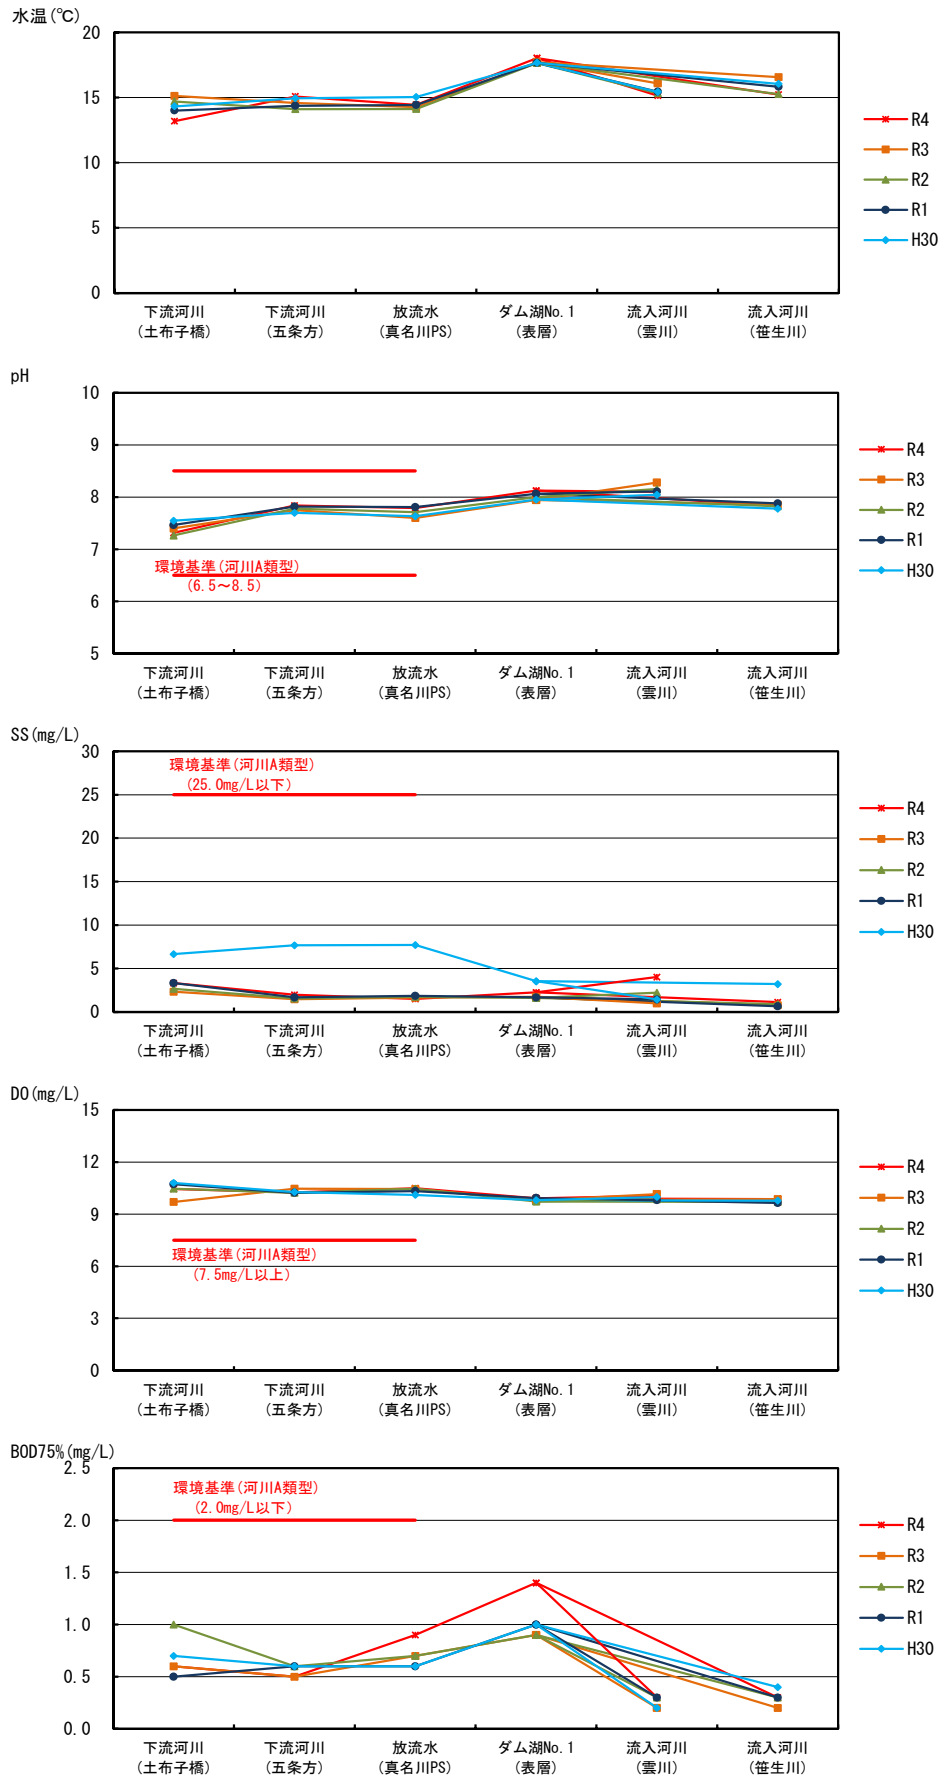 水温(℃)
20
15
10
5
0
下流河川 下流河川 放流水 ダム湖No.1 流入河川 流入河川
(土布子橋) (五条方) (真名川PS) (表層) (雲川) (笹生川)
R4
R3
R2
R1
H30
pH
10
9
8
7
6
5
環境基準(河川A類型)
(6.5～8.5)
下流河川 下流河川 放流水 ダム湖No.1 流入河川 流入河川
(土布子橋) (五条方) (真名川PS) (表層) (雲川) (笹生川)
R4
R3
R2
R1
H30
SS(mg/L)
30
25
20
15
10
5
0
環境基準(河川A類型)
(25.0mg/L以下)
下流河川 下流河川 放流水 ダム湖No.1 流入河川 流入河川
(土布子橋) (五条方) (真名川PS) (表層) (雲川) (笹生川)
R4
R3
R2
R1
H30
DO(mg/L)
15
12
9
6
3
0
環境基準(河川A類型)
(7.5mg/L以上)
下流河川 下流河川 放流水 ダム湖No.1 流入河川 流入河川
(土布子橋) (五条方) (真名川PS) (表層) (雲川) (笹生川)
R4
R3
R2
R1
H30
BOD75%(mg/L)
2.5
2.0
1.5
1.0
0.5
0.0
環境基準(河川A類型)
(2.0mg/L以下)
下流河川 下流河川 放流水 ダム湖No.1 流入河川 流入河川
(土布子橋) (五条方) (真名川PS) (表層) (雲川) (笹生川)
R4
R3
R2
R1
H30